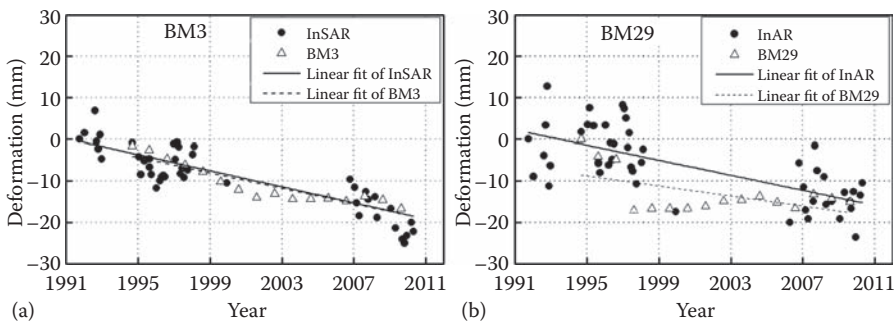 BM3
InSAR
BM3
Linear fit of InSAR
Linear fit of BM3
30
20
10
0
−10
−20
−30
Deformation (mm)
1991
1995
1999
2003
2007
2011
Year
(a)
BM29
InAR
BM29
Linear fit of InAR
Linear fit of BM29
30
20
10
0
−10
−20
−30
Deformation (mm)
1991
1995
1999
2003
2007
2011
Year
(b)